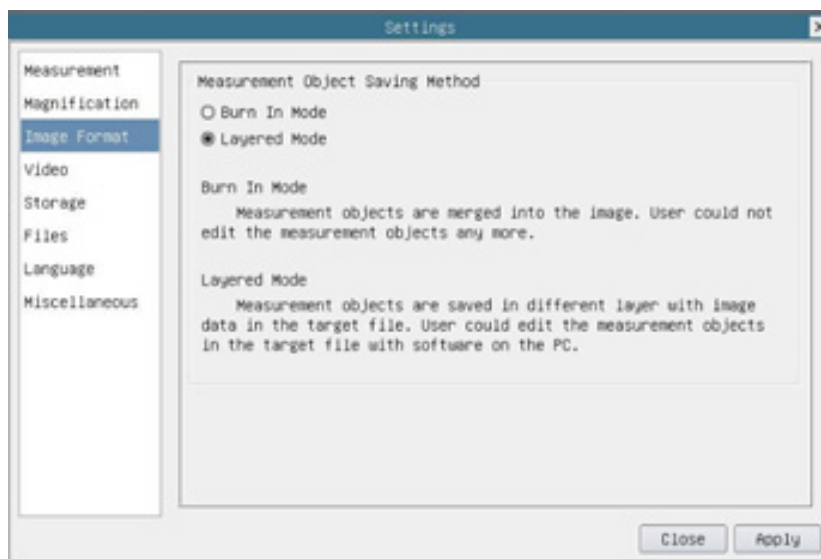 Settings
Measurement
Magnification
Image Format
Video
Storage
Files
Language
Miscellaneous
Measurement Object Saving Method
Burn In Mode
Layered Mode
Burn In Mode
Measurement objects are merged into the image. User could not
edit the measurement objects any more.
Layered Mode
Measurement objects are saved in different layer with image
data in the target file. User could edit the measurement objects
in the target file with software on the PC.
Close
Apply